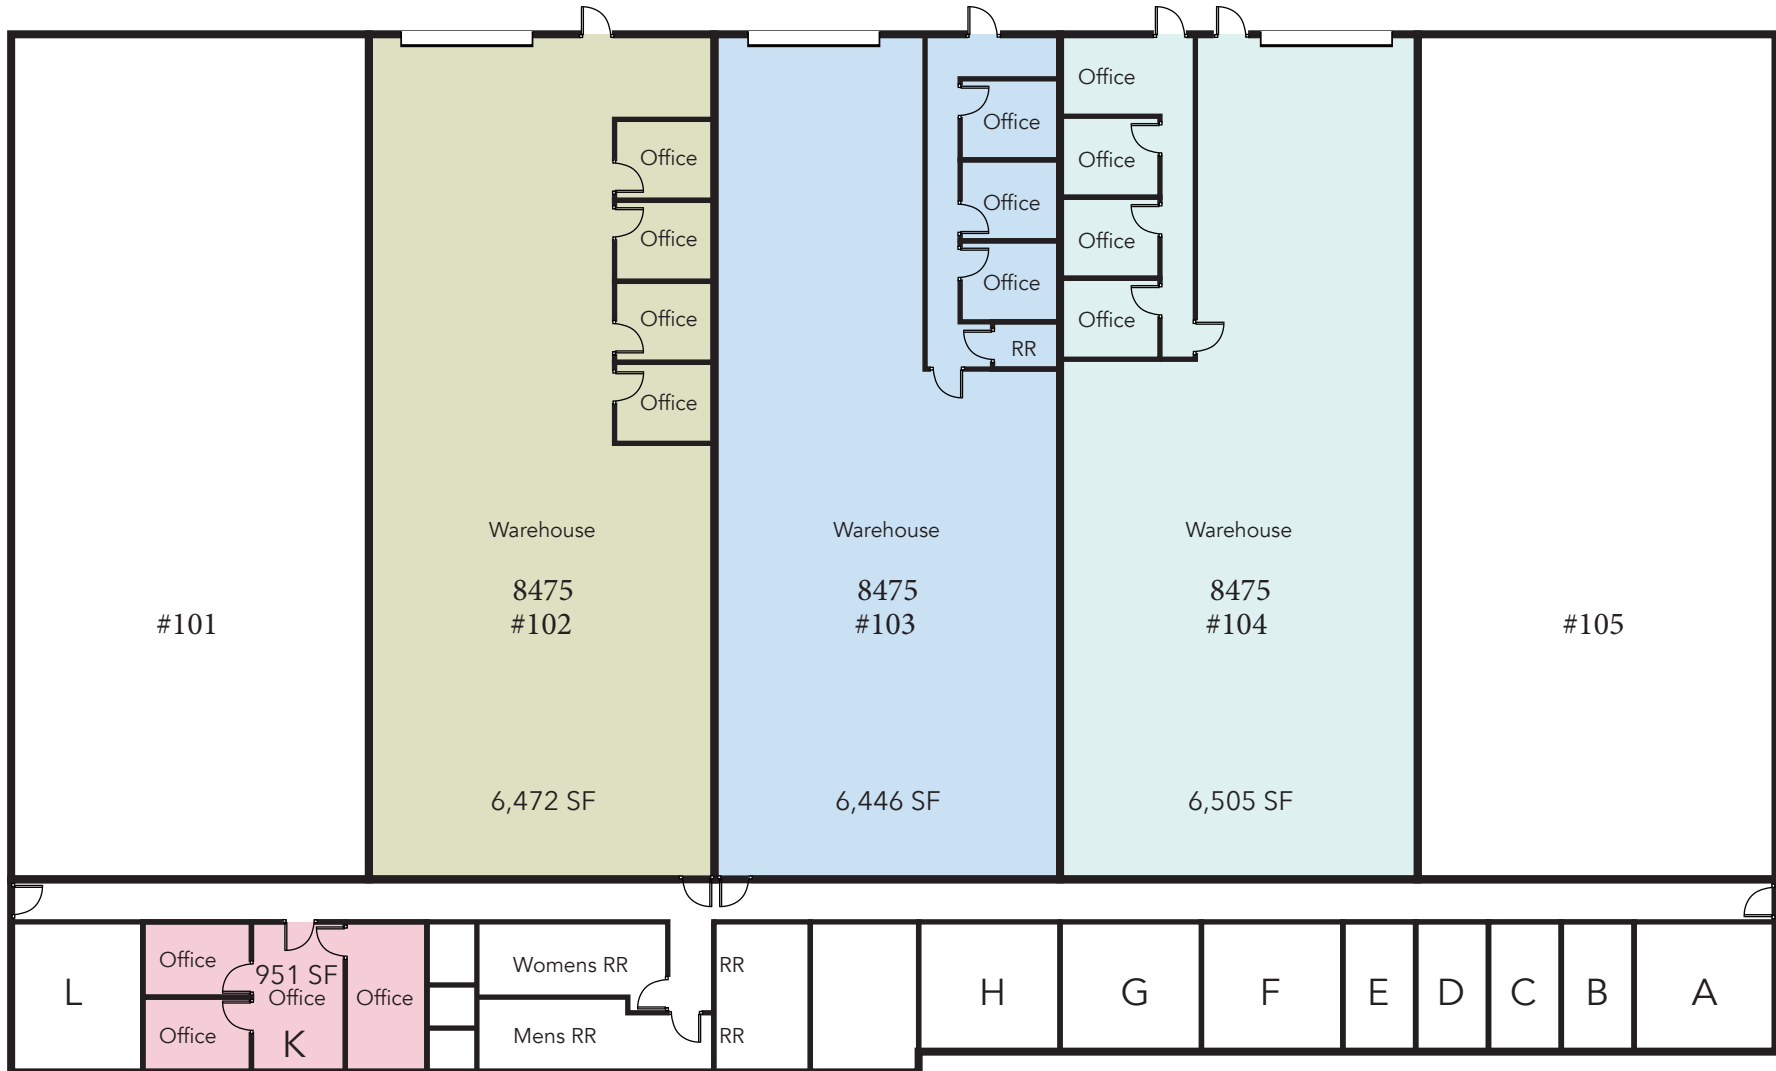 Office
Office
Office
Office
Office
Office
Office
Office
Office
Office
Office
RR
Warehouse
Warehouse
Warehouse
8475
8475
8475
#101
#102
#103
#104
#105
6,472 SF
6,446 SF
6,505 SF
L
Office
951 SF
Office
Office
Office
K
Womens RR
Mens RR
RR
RR
H
G
F
E
D
C
B
A